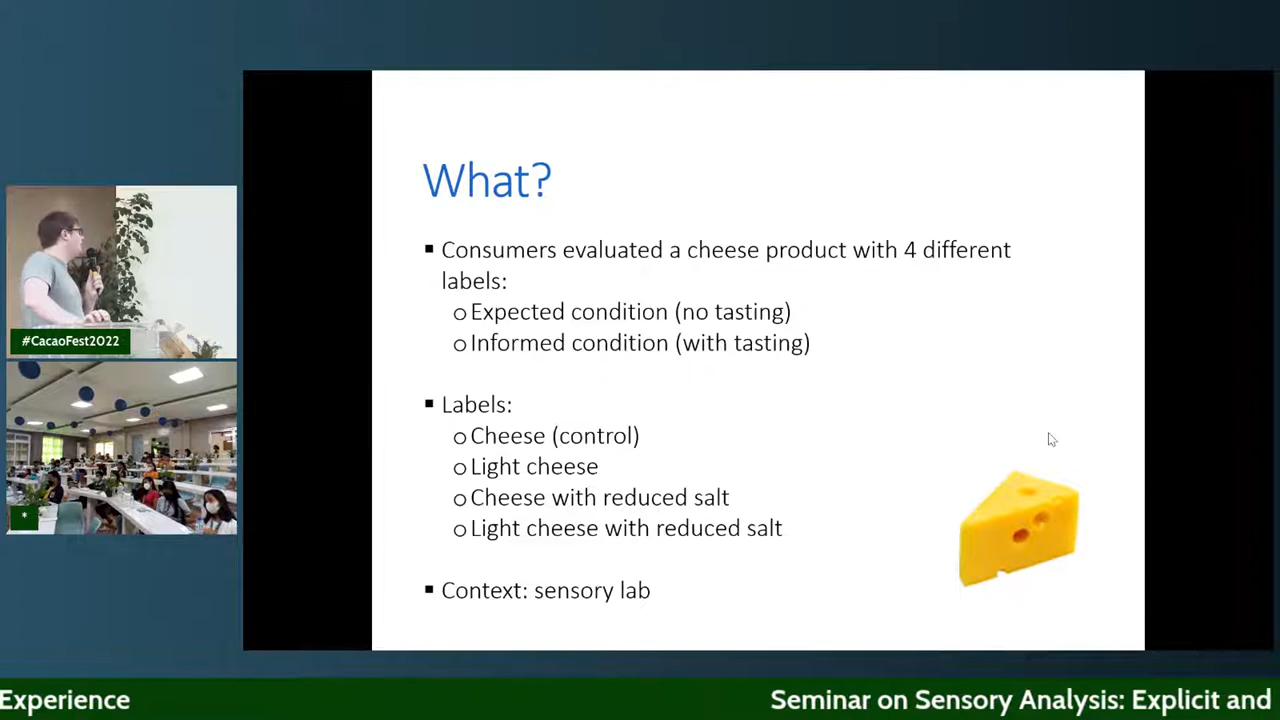 What?
▪ Consumers evaluated a cheese product with 4 different
labels:
o Expected condition (no tasting)
o Informed condition (with tasting)
▪ Labels:
o Cheese (control)
o Light cheese
o Cheese with reduced salt
o Light cheese with reduced salt
▪ Context: sensory lab
#CacaoFest2022
Experience
Seminar on Sensory Analysis: Explicit and